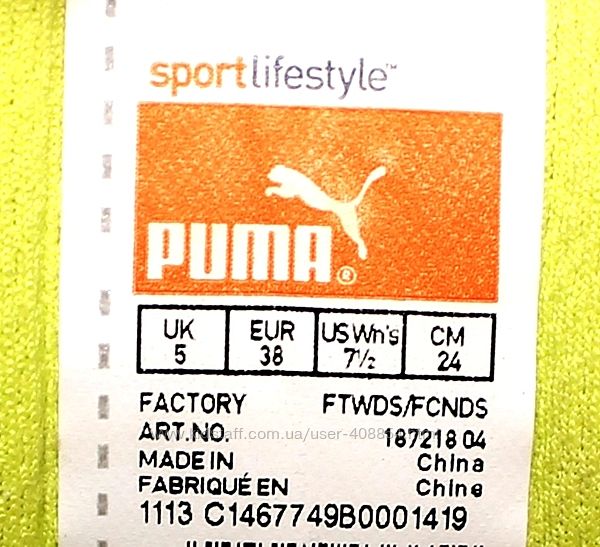 sportlifestyle™
PUMA®
UK EUR US Wn's CM
5 38 7½ 24
FACTORY FTWDS/FCNDS
ART.NO. 187218 04
MADE IN China
FABRIQUÉ EN Chine
1113 C1467749B0001419